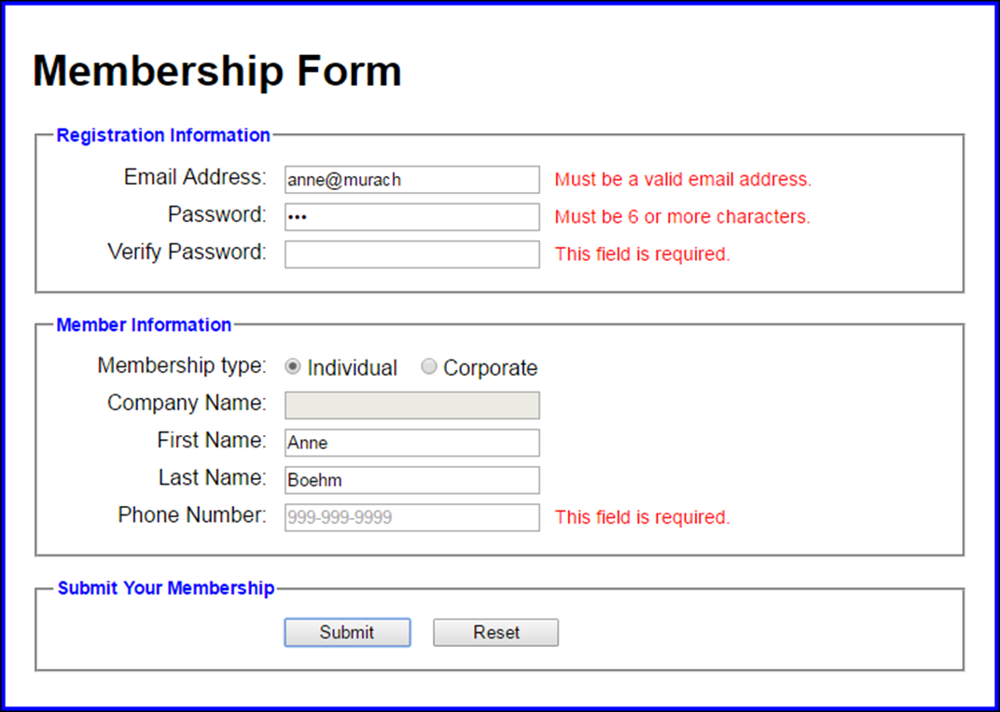 Membership Form
Registration Information
Email Address: anne@murach Must be a valid email address.
Password: ••• Must be 6 or more characters.
Verify Password: This field is required.
Member Information
Membership type: Individual Corporate
Company Name:
First Name: Anne
Last Name: Boehm
Phone Number: 999-999-9999 This field is required.
Submit Your Membership
Submit Reset